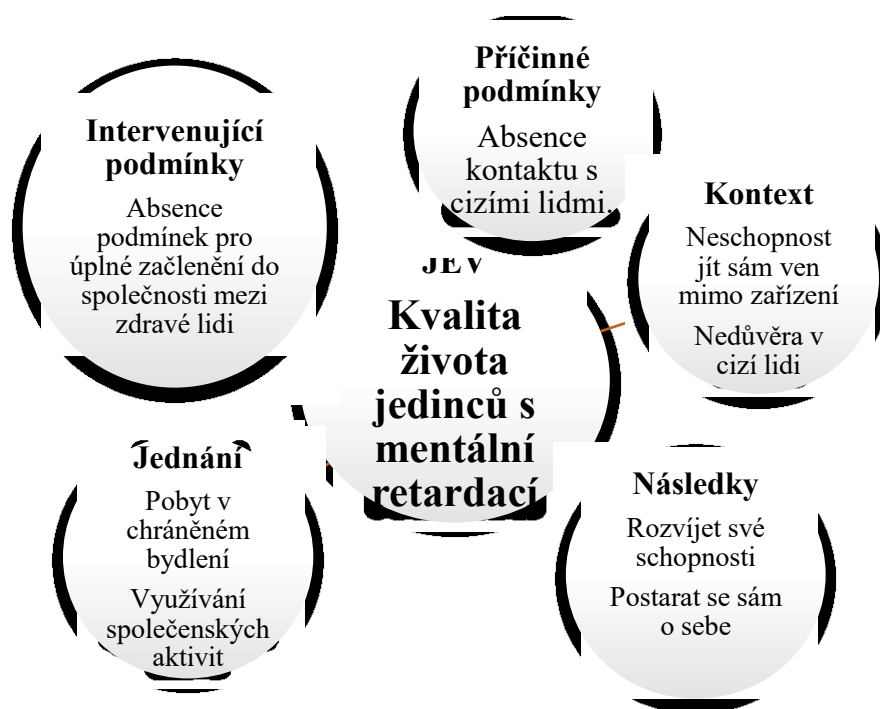 Příčinné
podmínky
Absence
kontaktu s
cizími lidmi.
Intervenující
podmínky
Absence
podmínek pro
úplné začlenění do
společnosti mezi
zdravé lidi
Kontext
Neschopnost
jít sám ven
mimo zařízení
Nedůvěra v
cizí lidi
JEV
Kvalita
života
jedinců s
mentální
retardací
Jednání
Pobyt v
chráněném
bydlení
Využívání
společenských
aktivit
Následky
Rozvíjet své
schopnosti
Postarat se sám
o sebe